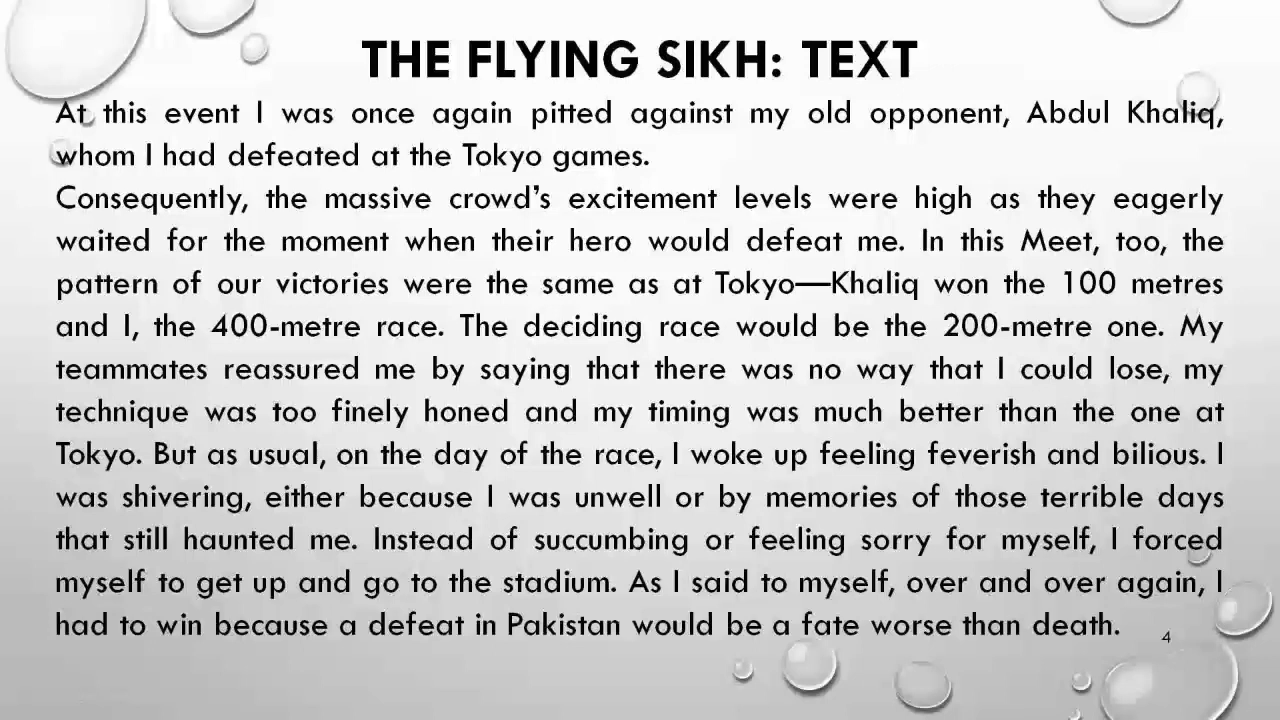 THE FLYING SIKH: TEXT
At this event I was once again pitted against my old opponent, Abdul Khaliq,
whom I had defeated at the Tokyo games.
Consequently, the massive crowd’s excitement levels were high as they eagerly
waited for the moment when their hero would defeat me. In this Meet, too, the
pattern of our victories were the same as at Tokyo—Khaliq won the 100 metres
and I, the 400-metre race. The deciding race would be the 200-metre one. My
teammates reassured me by saying that there was no way that I could lose, my
technique was too finely honed and my timing was much better than the one at
Tokyo. But as usual, on the day of the race, I woke up feeling feverish and bilious. I
was shivering, either because I was unwell or by memories of those terrible days
that still haunted me. Instead of succumbing or feeling sorry for myself, I forced
myself to get up and go to the stadium. As I said to myself, over and over again, I
had to win because a defeat in Pakistan would be a fate worse than death.
4